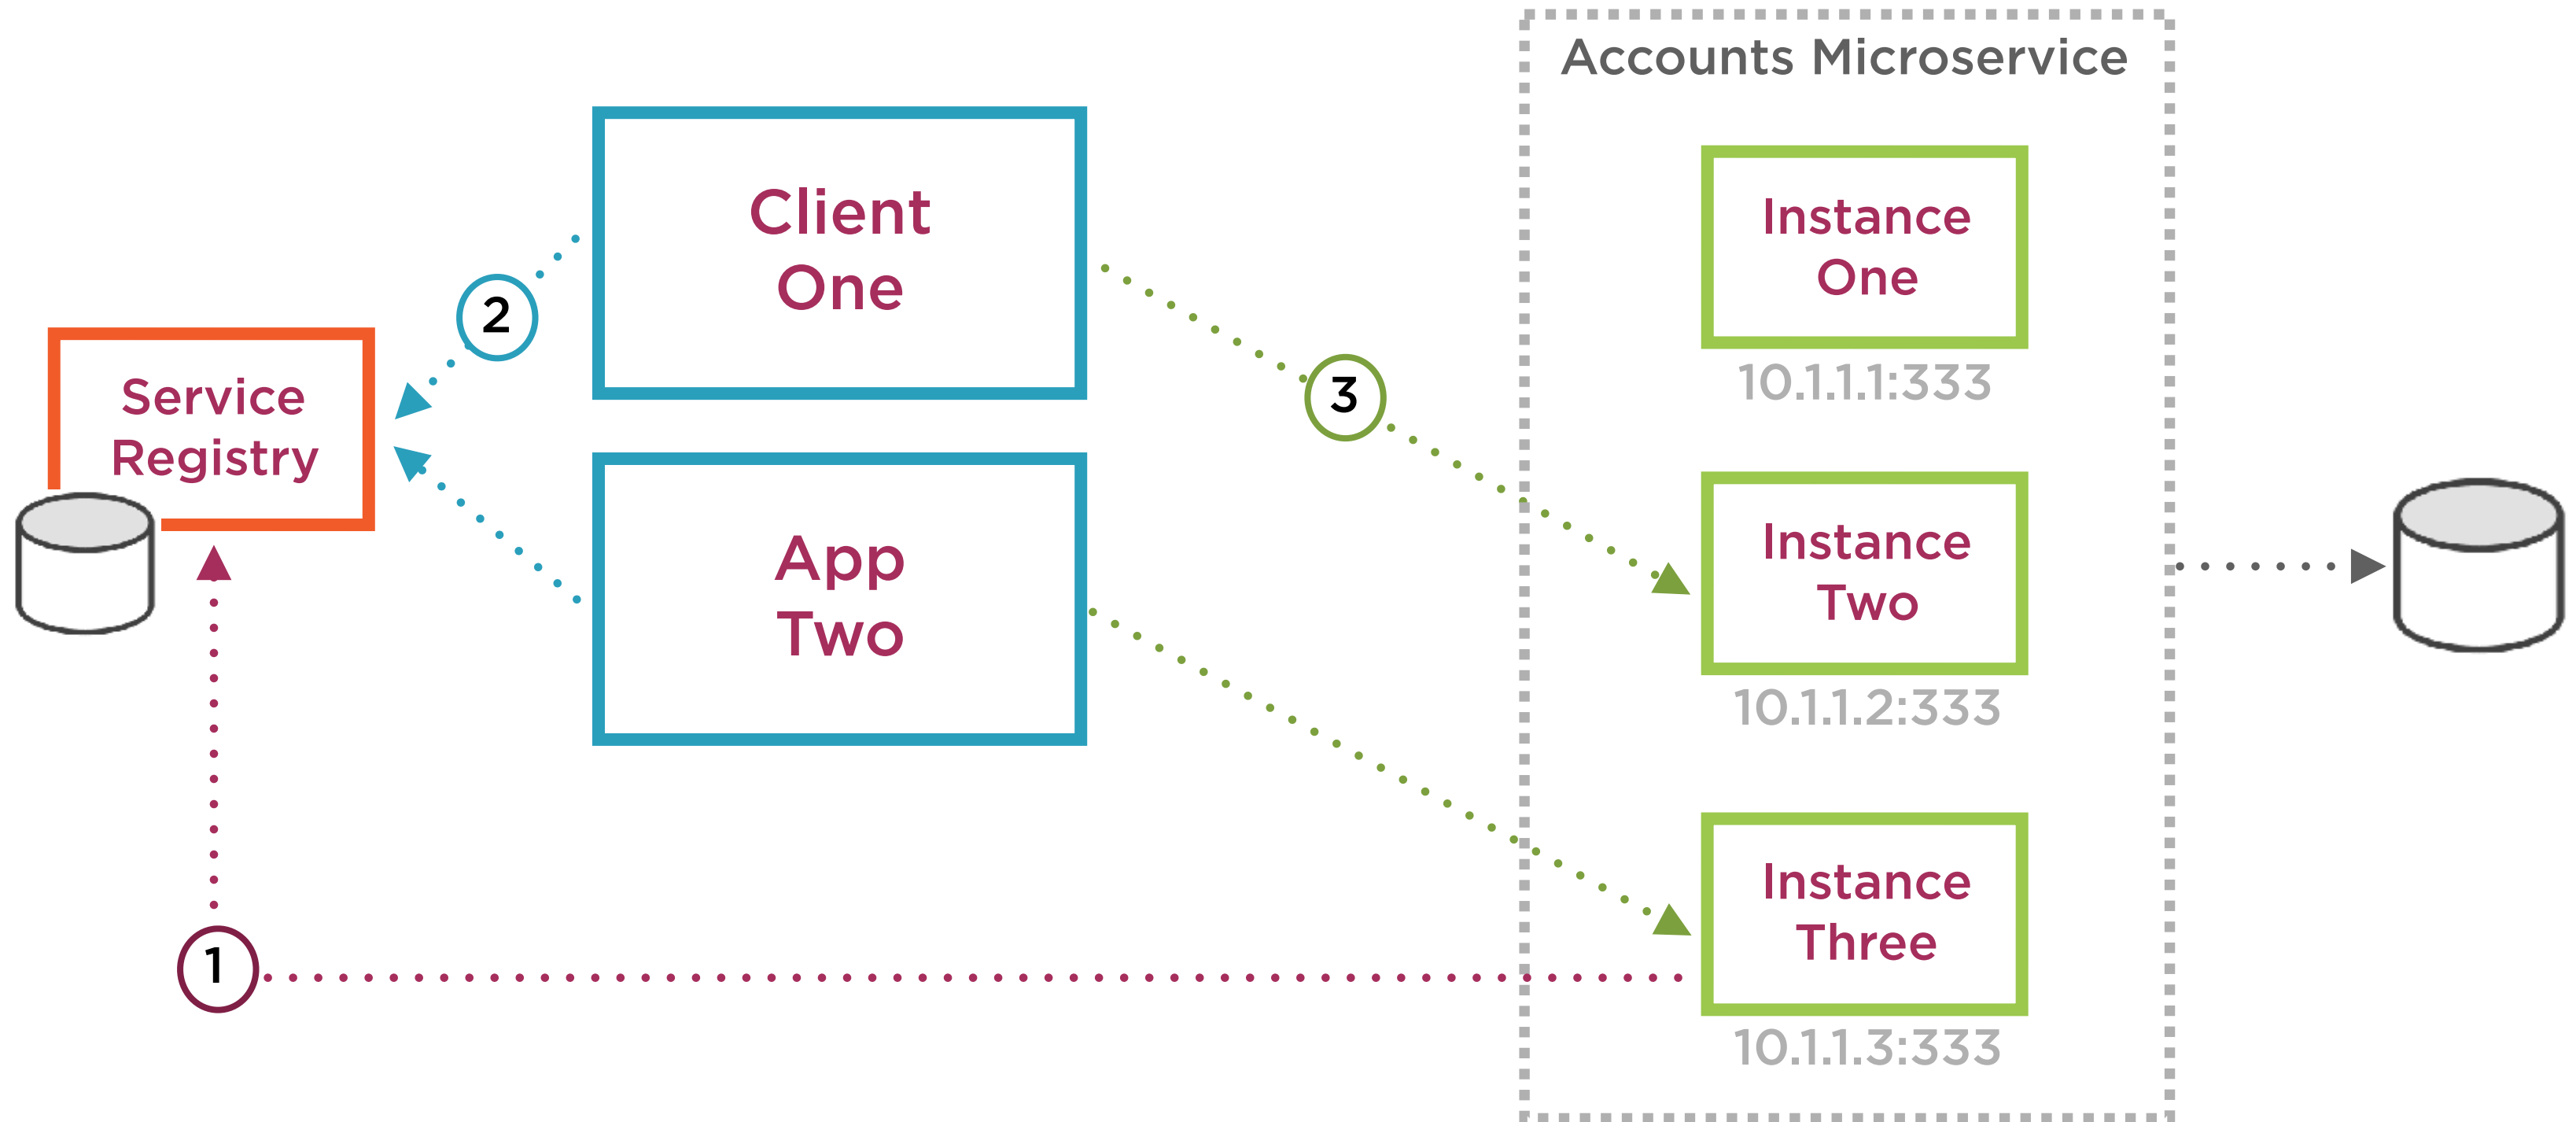 Accounts Microservice
Client
One
Instance
One
10.1.1.1:333
2
3
Service
Registry
App
Two
Instance
Two
10.1.1.2:333
1
Instance
Three
10.1.1.3:333